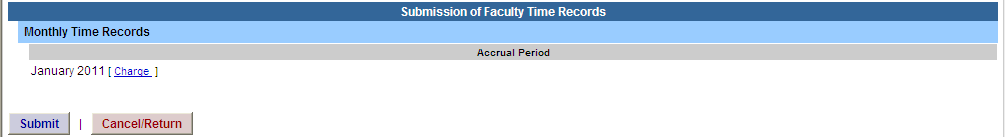 Submission of Faculty Time Records
Monthly Time Records
Accrual Period
January 2011 [ Charge ]
Submit | Cancel/Return